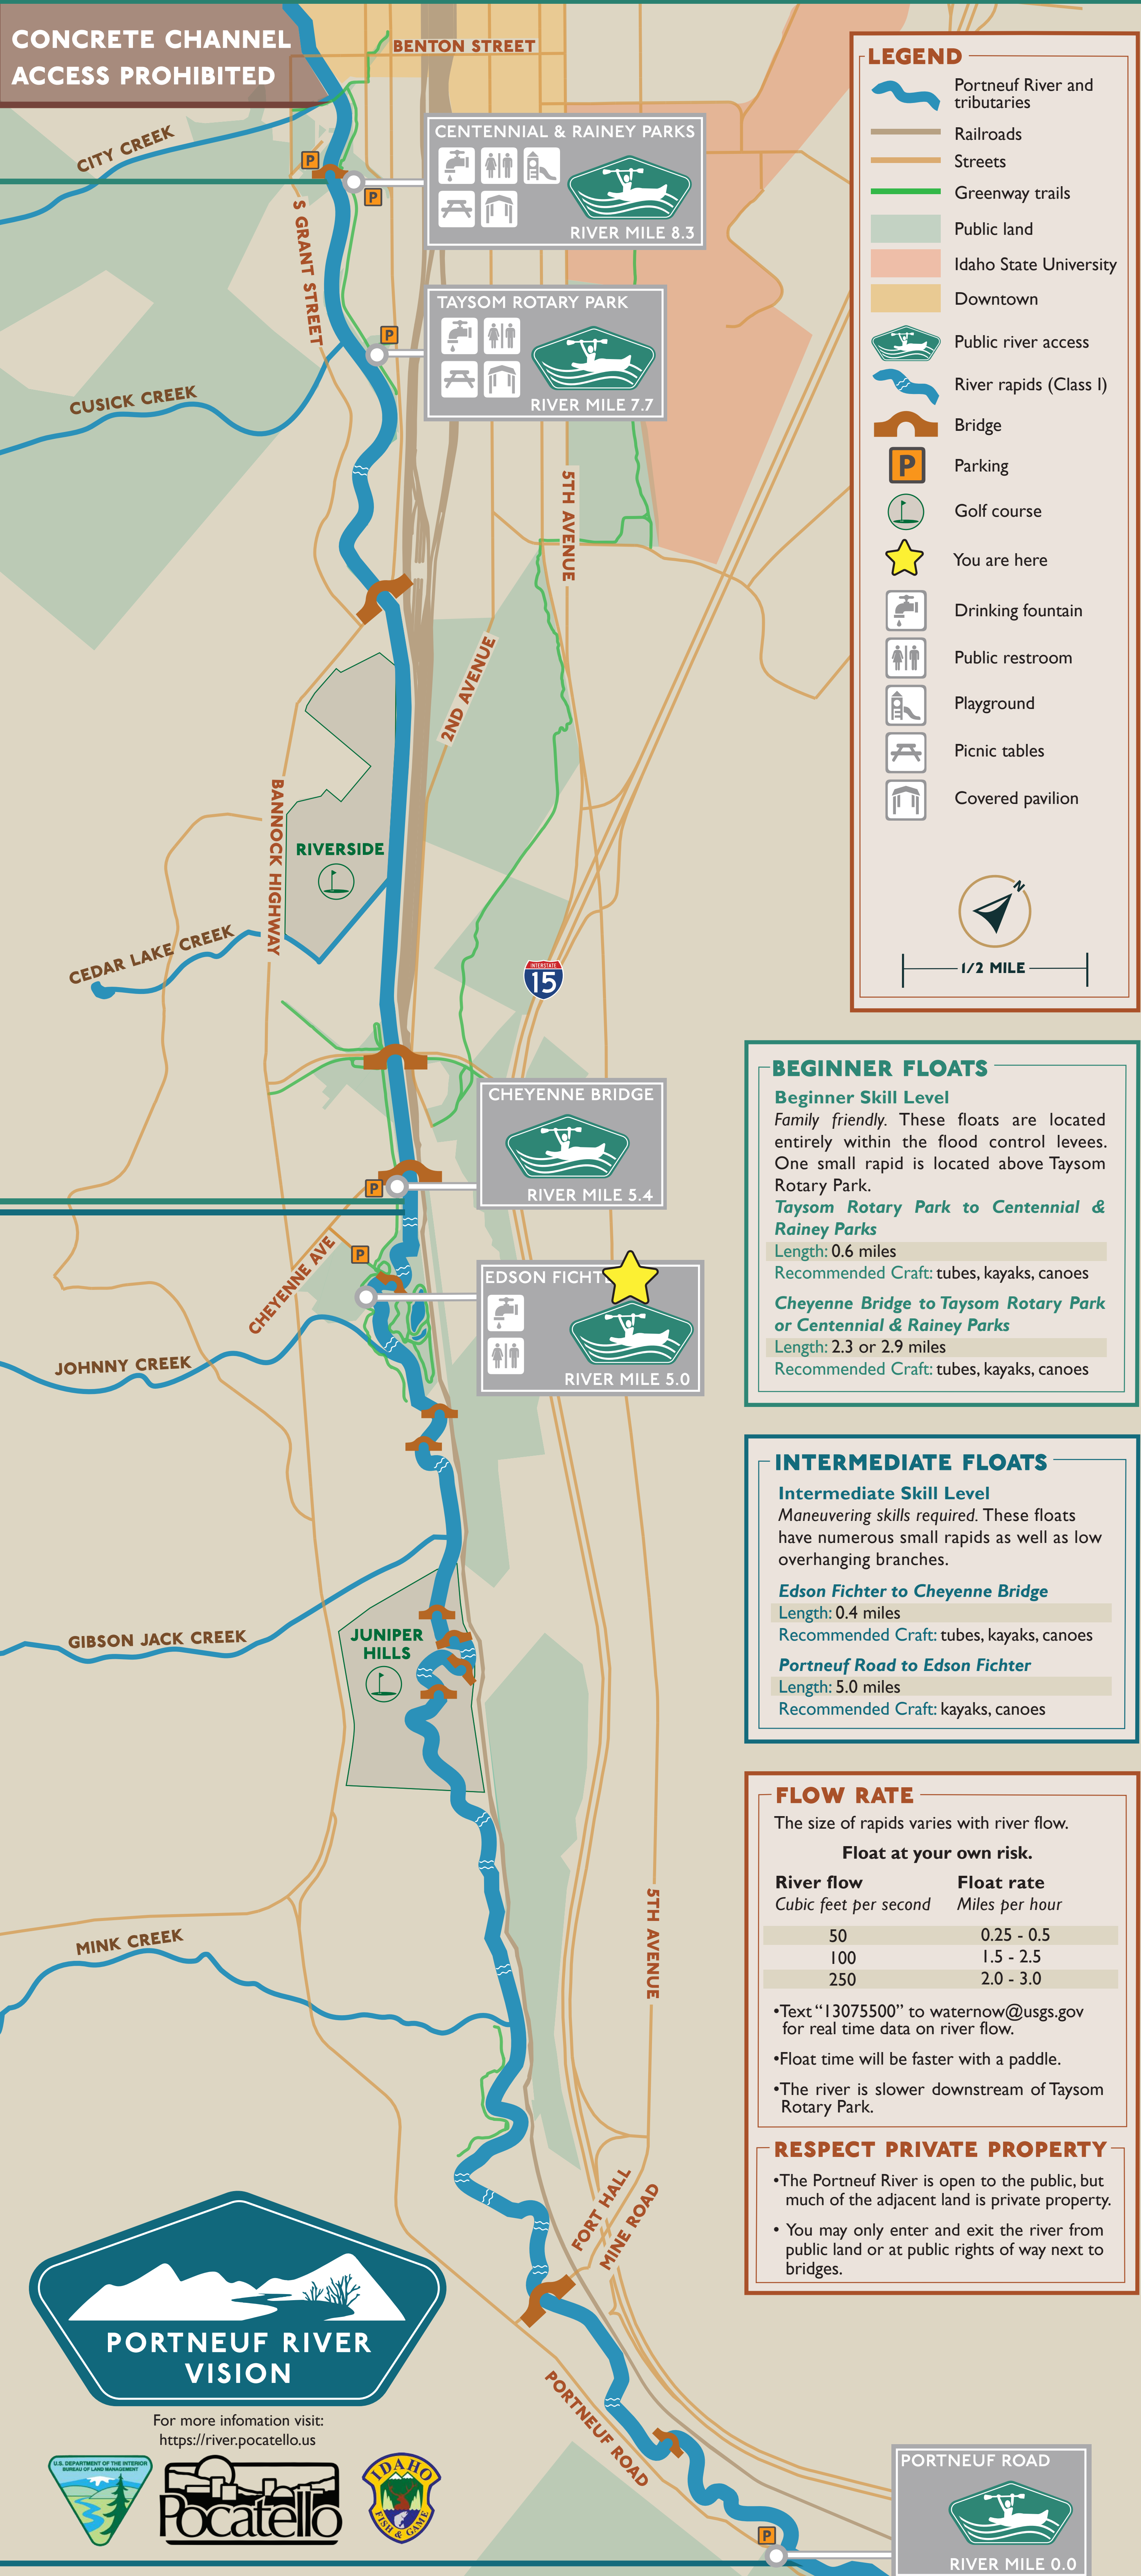 CONCRETE CHANNEL
ACCESS PROHIBITED
BENTON STREET
CITY CREEK
P
P
S GRANT STREET
CENTENNIAL & RAINEY PARKS
RIVER MILE 8.3
TAYSOM ROTARY PARK
RIVER MILE 7.7
P
CUSICK CREEK
5TH AVENUE
2ND AVENUE
BANNOCK HIGHWAY
RIVERSIDE
CEDAR LAKE CREEK
INTERSTATE
15
CHEYENNE BRIDGE
RIVER MILE 5.4
P
P
CHEYENNE AVE
EDSON FICHT
RIVER MILE 5.0
JOHNNY CREEK
GIBSON JACK CREEK
JUNIPER
HILLS
MINK CREEK
5TH AVENUE
FORT HALL
MINE ROAD
PORTNEUF ROAD
P
PORTNEUF ROAD
RIVER MILE 0.0
LEGEND
Portneuf River and
tributaries
Railroads
Streets
Greenway trails
Public land
Idaho State University
Downtown
Public river access
River rapids (Class I)
Bridge
P
Parking
Golf course
You are here
Drinking fountain
Public restroom
Playground
Picnic tables
Covered pavilion
N
1/2 MILE
BEGINNER FLOATS
Beginner Skill Level
Family friendly. These floats are located
entirely within the flood control levees.
One small rapid is located above Taysom
Rotary Park.
Taysom Rotary Park to Centennial &
Rainey Parks
Length: 0.6 miles
Recommended Craft: tubes, kayaks, canoes
Cheyenne Bridge to Taysom Rotary Park
or Centennial & Rainey Parks
Length: 2.3 or 2.9 miles
Recommended Craft: tubes, kayaks, canoes
INTERMEDIATE FLOATS
Intermediate Skill Level
Maneuvering skills required. These floats
have numerous small rapids as well as low
overhanging branches.
Edson Fichter to Cheyenne Bridge
Length: 0.4 miles
Recommended Craft: tubes, kayaks, canoes
Portneuf Road to Edson Fichter
Length: 5.0 miles
Recommended Craft: kayaks, canoes
FLOW RATE
The size of rapids varies with river flow.
Float at your own risk.
River flow Float rate
Cubic feet per second Miles per hour
50 0.25 - 0.5
100 1.5 - 2.5
250 2.0 - 3.0
•Text “13075500” to waternow@usgs.gov
for real time data on river flow.
•Float time will be faster with a paddle.
•The river is slower downstream of Taysom
Rotary Park.
RESPECT PRIVATE PROPERTY
•The Portneuf River is open to the public, but
much of the adjacent land is private property.
• You may only enter and exit the river from
public land or at public rights of way next to
bridges.
PORTNEUF RIVER
VISION
For more infomation visit:
https://river.pocatello.us
U.S. DEPARTMENT OF THE INTERIOR
BUREAU OF LAND MANAGEMENT
Pocatello
IDAHO
FISH & GAME